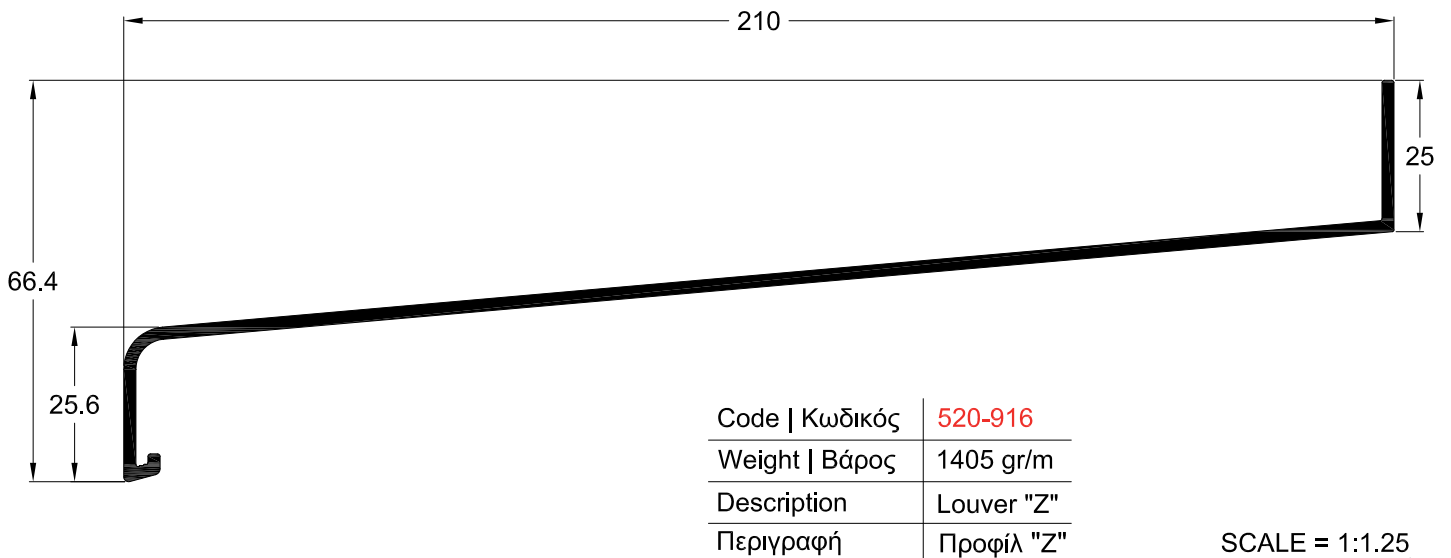 210
25
66.4
25.6
Code | Κωδικός 520-916
Weight | Βάρος 1405 gr/m
Description Louver "Z"
Περιγραφή Προφίλ "Z"
SCALE = 1:1.25